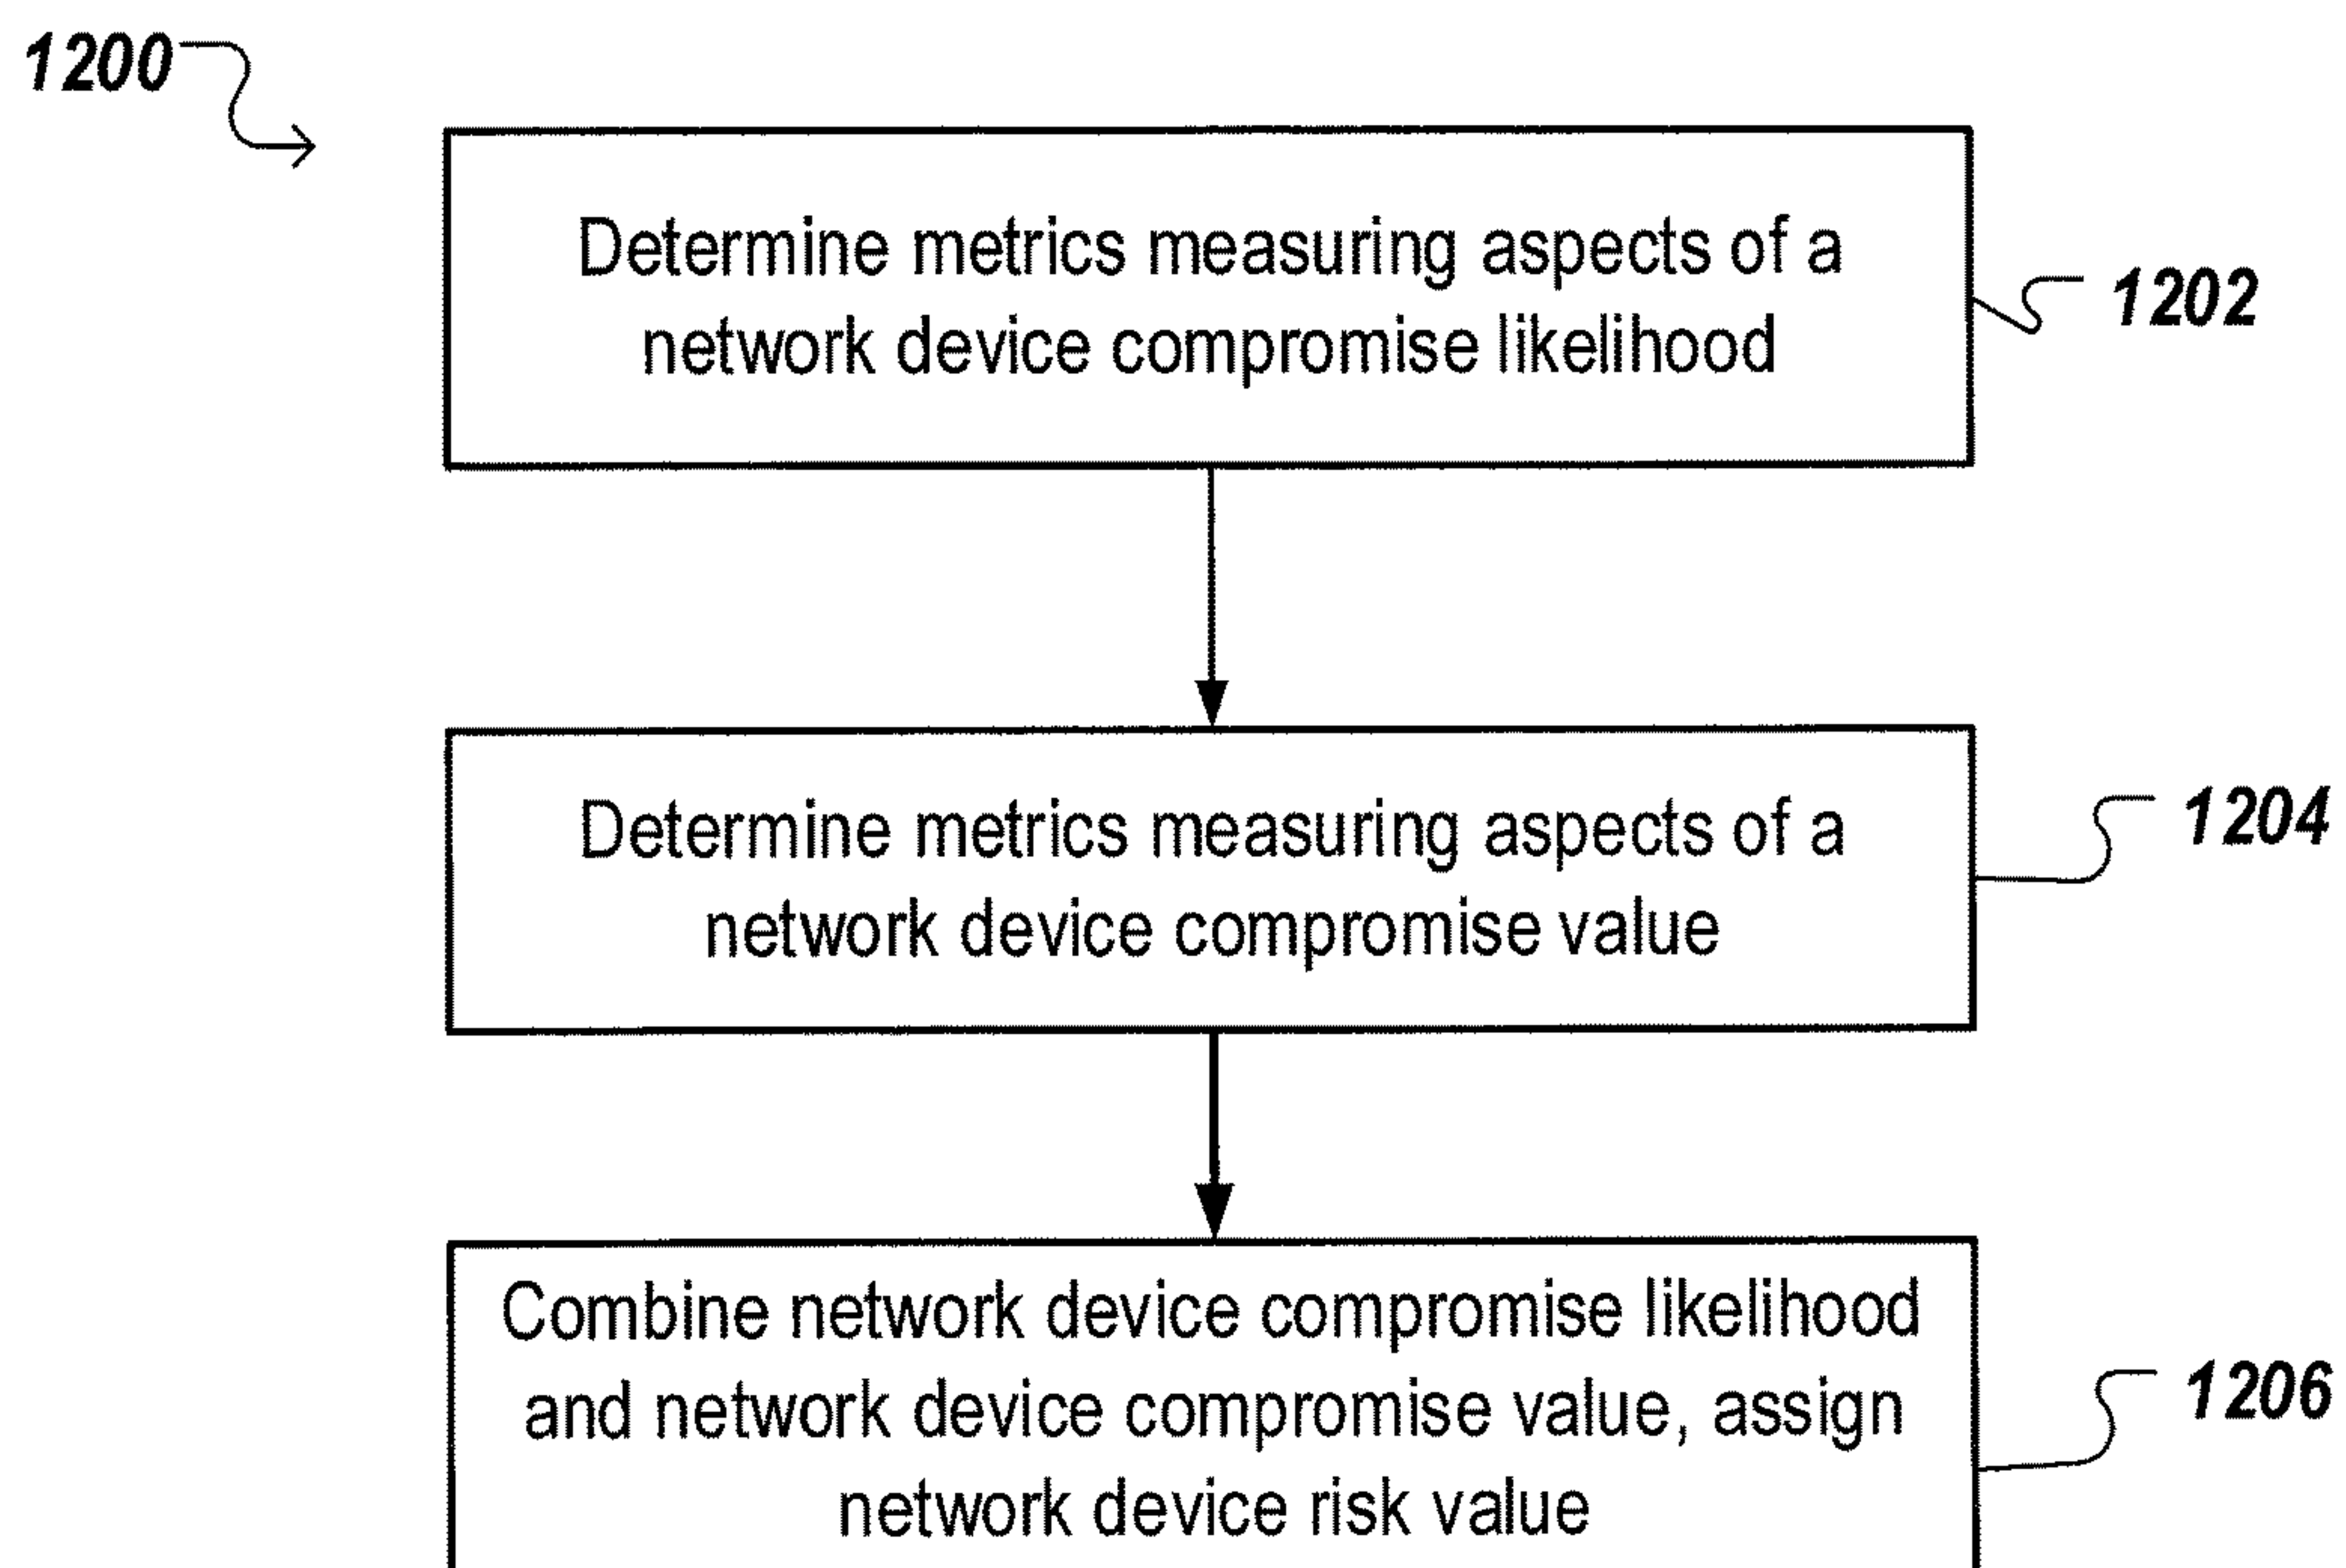 1200
Determine metrics measuring aspects of a
network device compromise likelihood
1202
Determine metrics measuring aspects of a
network device compromise value
1204
Combine network device compromise likelihood
and network device compromise value, assign
network device risk value
1206